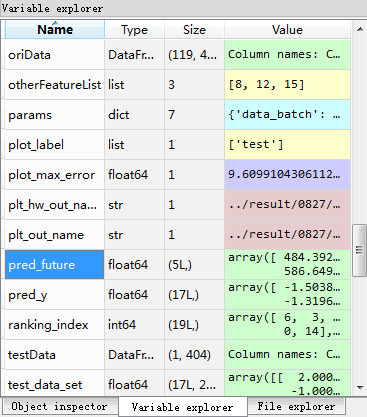 Variable explorer
Name Type Size Value
oriData DataFr… (119, 4… Column names: C…
otherFeatureList list 3 [8, 12, 15]
params dict 7 {'data_batch': …
plot_label list 1 ['test']
plot_max_error float64 1 9.6099104306112…
plt_hw_out_na… str 1 ../result/0827/…
plt_out_name str 1 ../result/0827/…
pred_future float64 (5L,) array([ 484.392…
586.649…
pred_y float64 (17L,) array([ -1.5038…
-1.3196…
ranking_index int64 (19L,) array([ 6, 3, …
0, 14],…
testData DataFr… (1, 404) Column names: C…
test_data_set float64 (17L, 2… array([[ 2.000…
-1.000…
Object inspector Variable explorer File explorer